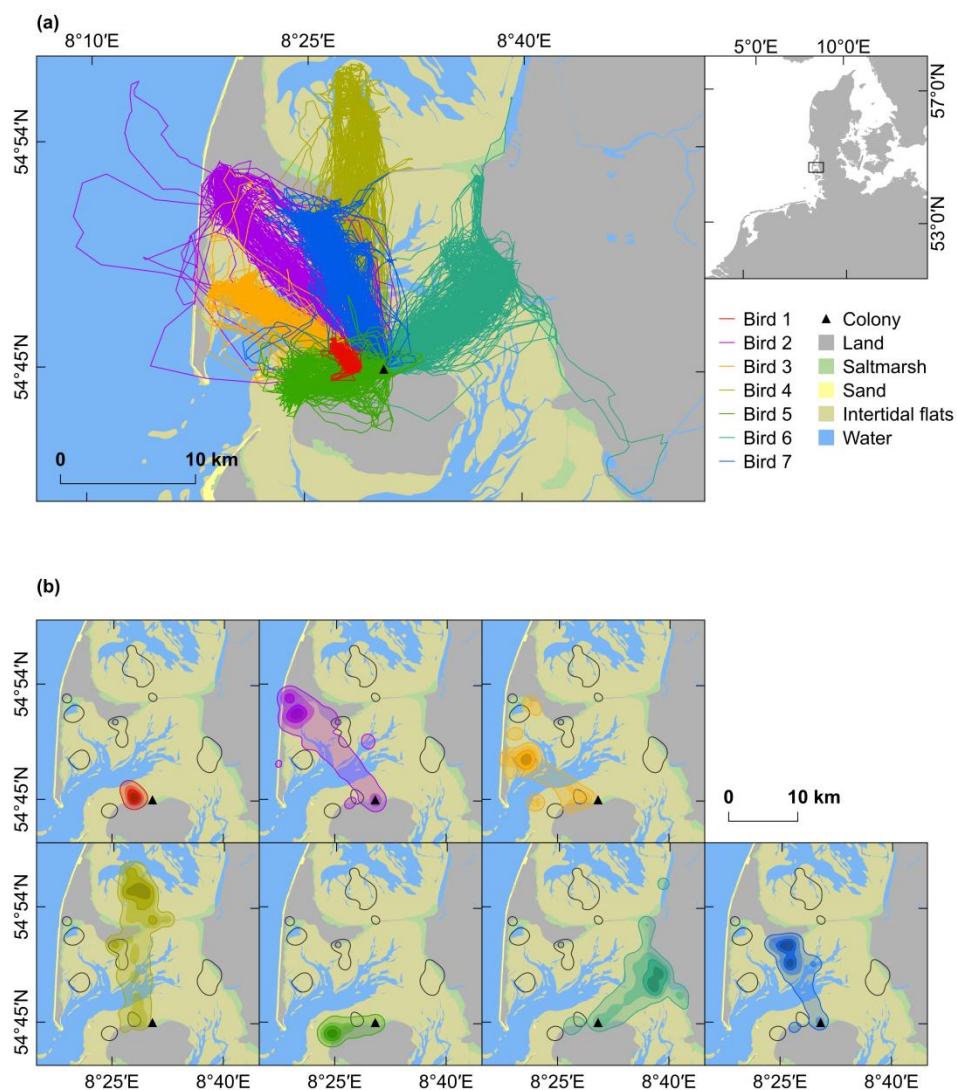 (a)
8°10′E 8°25′E 8°40′E 5°0′E 10°0′E
54°54′N
54°45′N
57°0′N
53°0′N
0 10 km
Bird 1
Bird 2
Bird 3
Bird 4
Bird 5
Bird 6
Bird 7
Colony
Land
Saltmarsh
Sand
Intertidal flats
Water
(b)
54°54′N
54°45′N
0 10 km
54°54′N
54°45′N
8°25′E 8°40′E 8°25′E 8°40′E 8°25′E 8°40′E 8°25′E 8°40′E